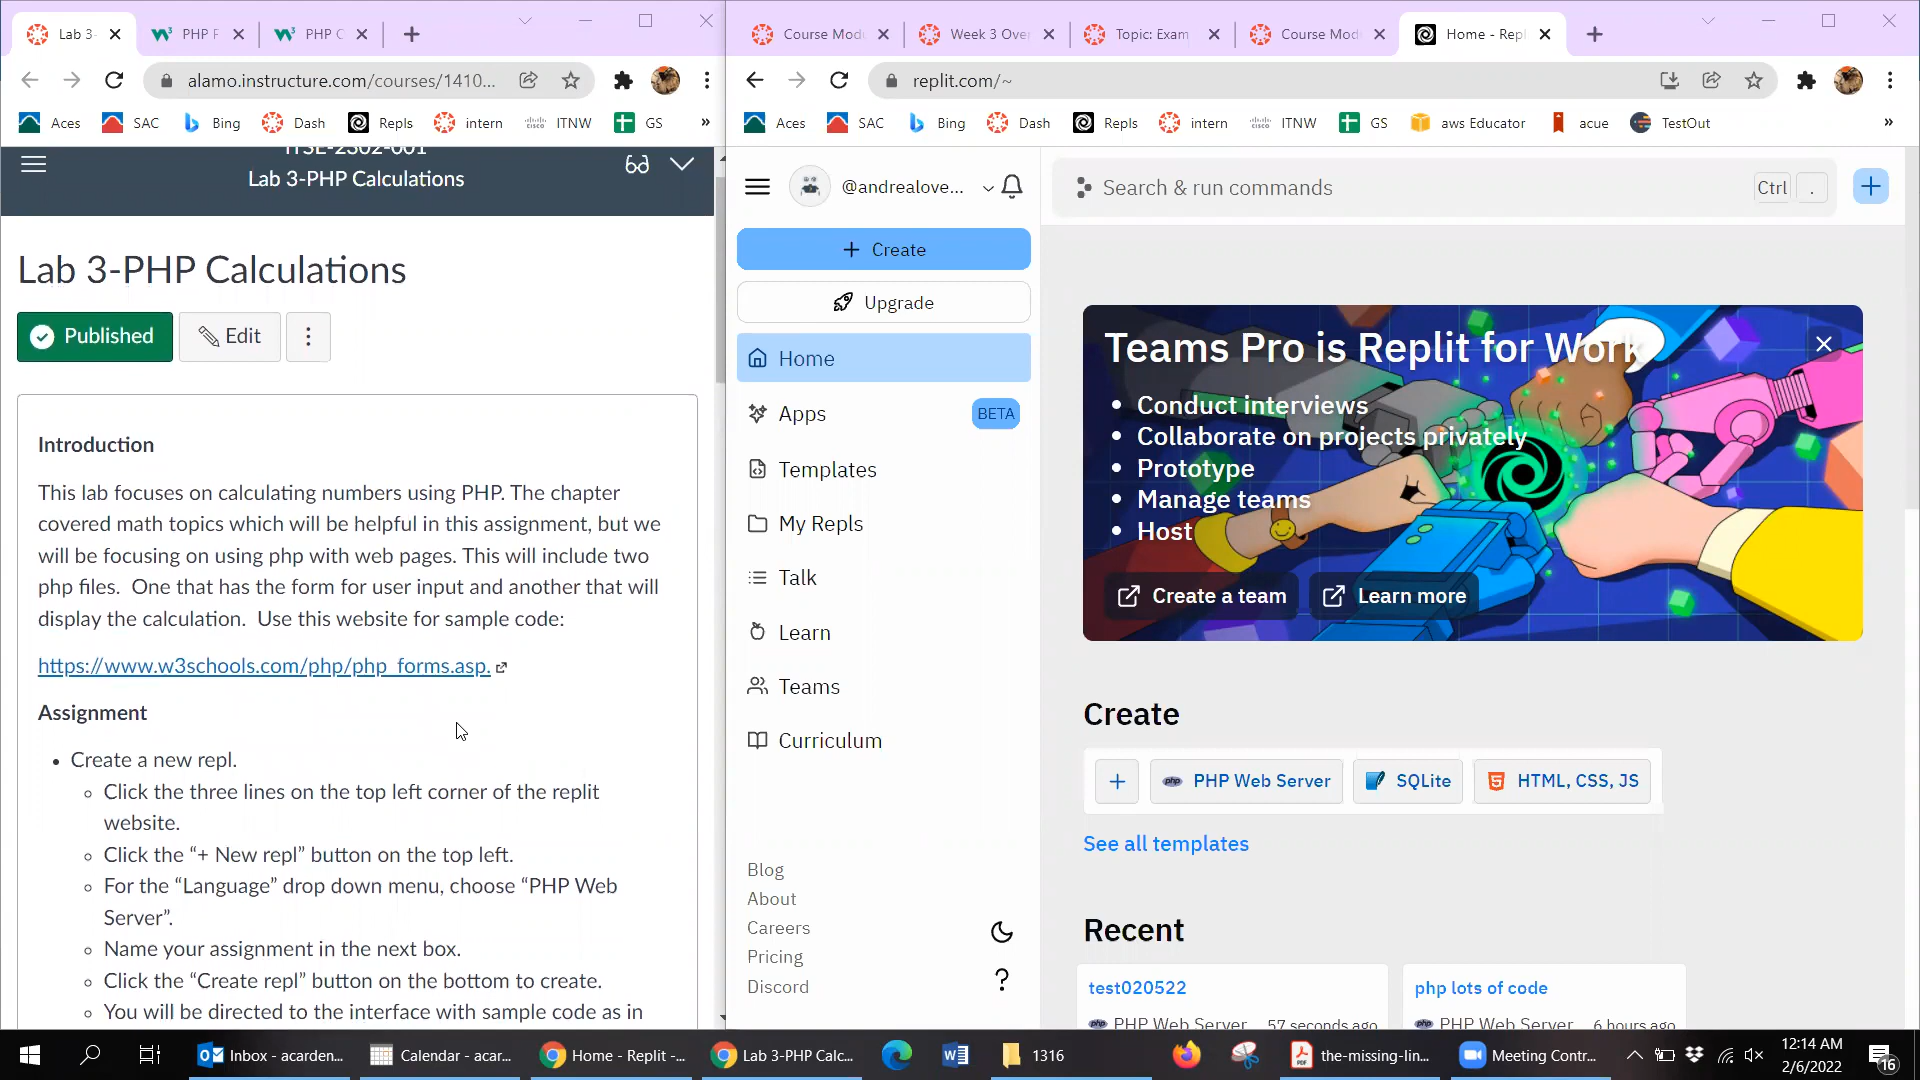 Lab 3-
PHP F
PHP C
alamo.instructure.com/courses/1410...
Aces
SAC
Bing
Dash
Repls
intern
ITNW
GS
»
ITSE-2302-001
Lab 3-PHP Calculations
Lab 3-PHP Calculations
Published
Edit
Introduction
This lab focuses on calculating numbers using PHP. The chapter
covered math topics which will be helpful in this assignment, but we
will be focusing on using php with web pages. This will include two
php files.  One that has the form for user input and another that will
display the calculation.  Use this website for sample code:
https://www.w3schools.com/php/php_forms.asp.
Assignment
• Create a new repl.
◦ Click the three lines on the top left corner of the replit
website.
◦ Click the “+ New repl” button on the top left.
◦ For the “Language” drop down menu, choose “PHP Web
Server”.
◦ Name your assignment in the next box.
◦ Click the “Create repl” button on the bottom to create.
◦ You will be directed to the interface with sample code as in
Course Modu
Week 3 Over
Topic: Exam
Course Modu
Home - Repl
replit.com/~
Aces
SAC
Bing
Dash
Repls
intern
cisco
ITNW
GS
aws Educator
acue
TestOut
»
@andrealove...
Search & run commands
Ctrl
.
+ Create
Upgrade
Home
Apps
BETA
Templates
My Repls
Talk
Learn
Teams
Curriculum
Blog
About
Careers
Pricing
Discord
Teams Pro is Replit for Work
• Conduct interviews
• Collaborate on projects privately
• Prototype
• Manage teams
• Host
Create a team
Learn more
Create
+
php PHP Web Server
SQLite
HTML, CSS, JS
See all templates
Recent
test020522
php PHP Web Server 57 seconds ago
php lots of code
php PHP Web Server 6 hours ago
Inbox - acarden...
Calendar - acar...
Home - Replit -...
Lab 3-PHP Calc...
1316
the-missing-lin...
Meeting Contr...
12:14 AM
2/6/2022
16